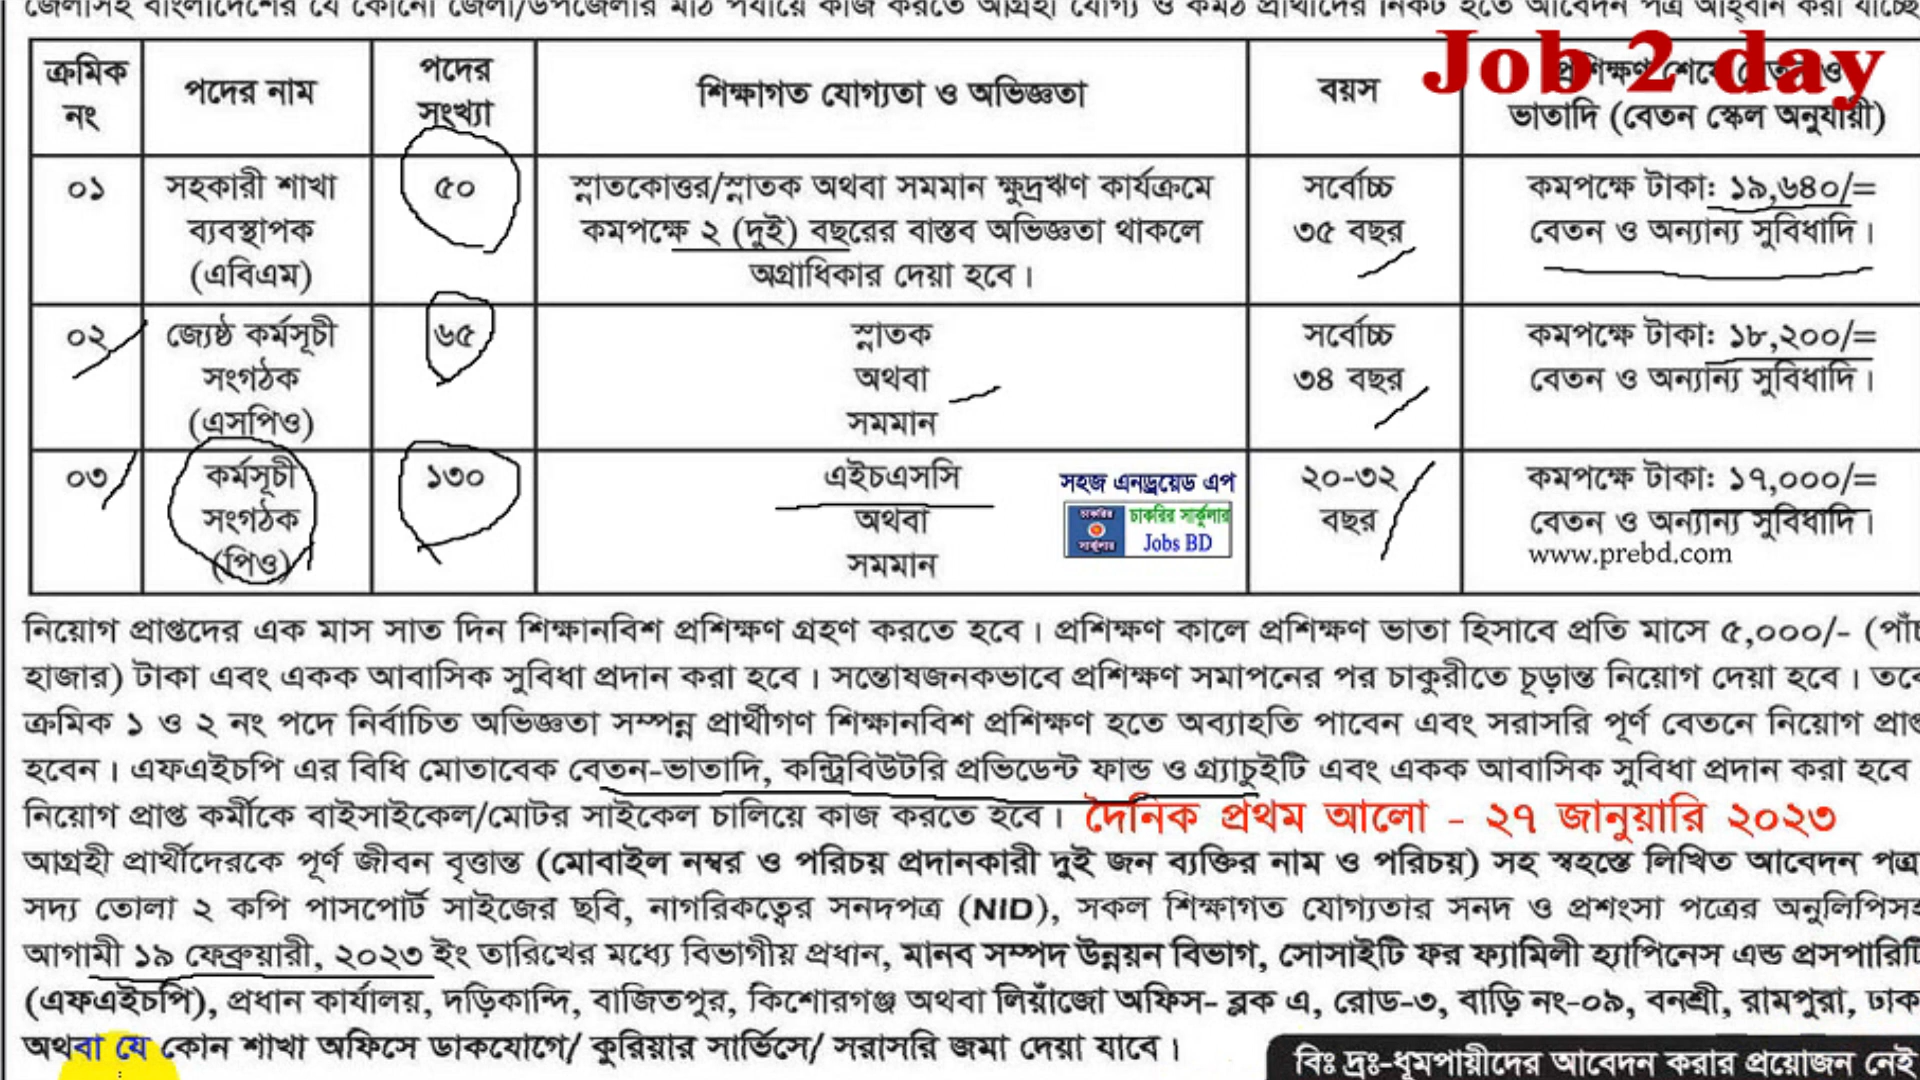 জেলাসহ বাংলাদেশের যে কোনো জেলা/উপজেলার মাঠ পর্যায়ে কাজ করতে আগ্রহী যোগ্য ও কর্মঠ প্রার্থীদের নিকট হতে আবেদন পত্র আহ্বান করা যাচ্ছে
Job 2 day
ক্রমিক নং
পদের নাম
পদের সংখ্যা
শিক্ষাগত যোগ্যতা ও অভিজ্ঞতা
বয়স
প্রশিক্ষণ শেষে বেতন ও
ভাতাদি (বেতন স্কেল অনুযায়ী)
০১
সহকারী শাখা
ব্যবস্থাপক
(এবিএম)
৫০
স্নাতকোত্তর/স্নাতক অথবা সমমান ক্ষুদ্রঋণ কার্যক্রমে
কমপক্ষে ২ (দুই) বছরের বাস্তব অভিজ্ঞতা থাকলে
অগ্রাধিকার দেয়া হবে।
সর্বোচ্চ
৩৫ বছর
কমপক্ষে টাকা: ১৯,৬৪০/=
বেতন ও অন্যান্য সুবিধাদি।
০২
জ্যেষ্ঠ কর্মসূচী
সংগঠক
(এসপিও)
৬৫
স্নাতক
অথবা
সমমান
সর্বোচ্চ
৩৪ বছর
কমপক্ষে টাকা: ১৮,২০০/=
বেতন ও অন্যান্য সুবিধাদি।
০৩
কর্মসূচী
সংগঠক
(পিও)
১৩০
এইচএসসি
অথবা
সমমান
সহজ এনড্রয়েড এপ
চাকরির
সার্কুলার
চাকরির সার্কুলার
Jobs BD
২০-৩২
বছর
কমপক্ষে টাকা: ১৭,০০০/=
বেতন ও অন্যান্য সুবিধাদি।
www.prebd.com
নিয়োগ প্রাপ্তদের এক মাস সাত দিন শিক্ষানবিশ প্রশিক্ষণ গ্রহণ করতে হবে। প্রশিক্ষণ কালে প্রশিক্ষণ ভাতা হিসাবে প্রতি মাসে ৫,০০০/- (পাঁচ
হাজার) টাকা এবং একক আবাসিক সুবিধা প্রদান করা হবে। সন্তোষজনকভাবে প্রশিক্ষণ সমাপনের পর চাকুরীতে চূড়ান্ত নিয়োগ দেয়া হবে। তবে
ক্রমিক ১ ও ২ নং পদে নির্বাচিত অভিজ্ঞতা সম্পন্ন প্রার্থীগণ শিক্ষানবিশ প্রশিক্ষণ হতে অব্যাহতি পাবেন এবং সরাসরি পূর্ণ বেতনে নিয়োগ প্রাপ্ত
হবেন। এফএইচপি এর বিধি মোতাবেক বেতন-ভাতাদি, কন্ট্রিবিউটরি প্রভিডেন্ট ফান্ড ও গ্র্যাচুইটি এবং একক আবাসিক সুবিধা প্রদান করা হবে
নিয়োগ প্রাপ্ত কর্মীকে বাইসাইকেল/মোটর সাইকেল চালিয়ে কাজ করতে হবে। দৈনিক প্রথম আলো - ২৭ জানুয়ারি ২০২৩
আগ্রহী প্রার্থীদেরকে পূর্ণ জীবন বৃত্তান্ত (মোবাইল নম্বর ও পরিচয় প্রদানকারী দুই জন ব্যক্তির নাম ও পরিচয়) সহ স্বহস্তে লিখিত আবেদন পত্র
সদ্য তোলা ২ কপি পাসপোর্ট সাইজের ছবি, নাগরিকত্বের সনদপত্র (NID), সকল শিক্ষাগত যোগ্যতার সনদ ও প্রশংসা পত্রের অনুলিপিসহ
আগামী ১৯ ফেব্রুয়ারী, ২০২৩ ইং তারিখের মধ্যে বিভাগীয় প্রধান, মানব সম্পদ উন্নয়ন বিভাগ, সোসাইটি ফর ফ্যামিলী হ্যাপিনেস এন্ড প্রসপারিটি
(এফএইচপি), প্রধান কার্যালয়, দড়িকান্দি, বাজিতপুর, কিশোরগঞ্জ অথবা লিয়াঁজো অফিস- ব্লক এ, রোড-৩, বাড়ি নং-০৯, বনশ্রী, রামপুরা, ঢাকা
অথবা যে কোন শাখা অফিসে ডাকযোগে/ কুরিয়ার সার্ভিসে/ সরাসরি জমা দেয়া যাবে।
বিঃ দ্রঃ-ধূমপায়ীদের আবেদন করার প্রয়োজন নেই